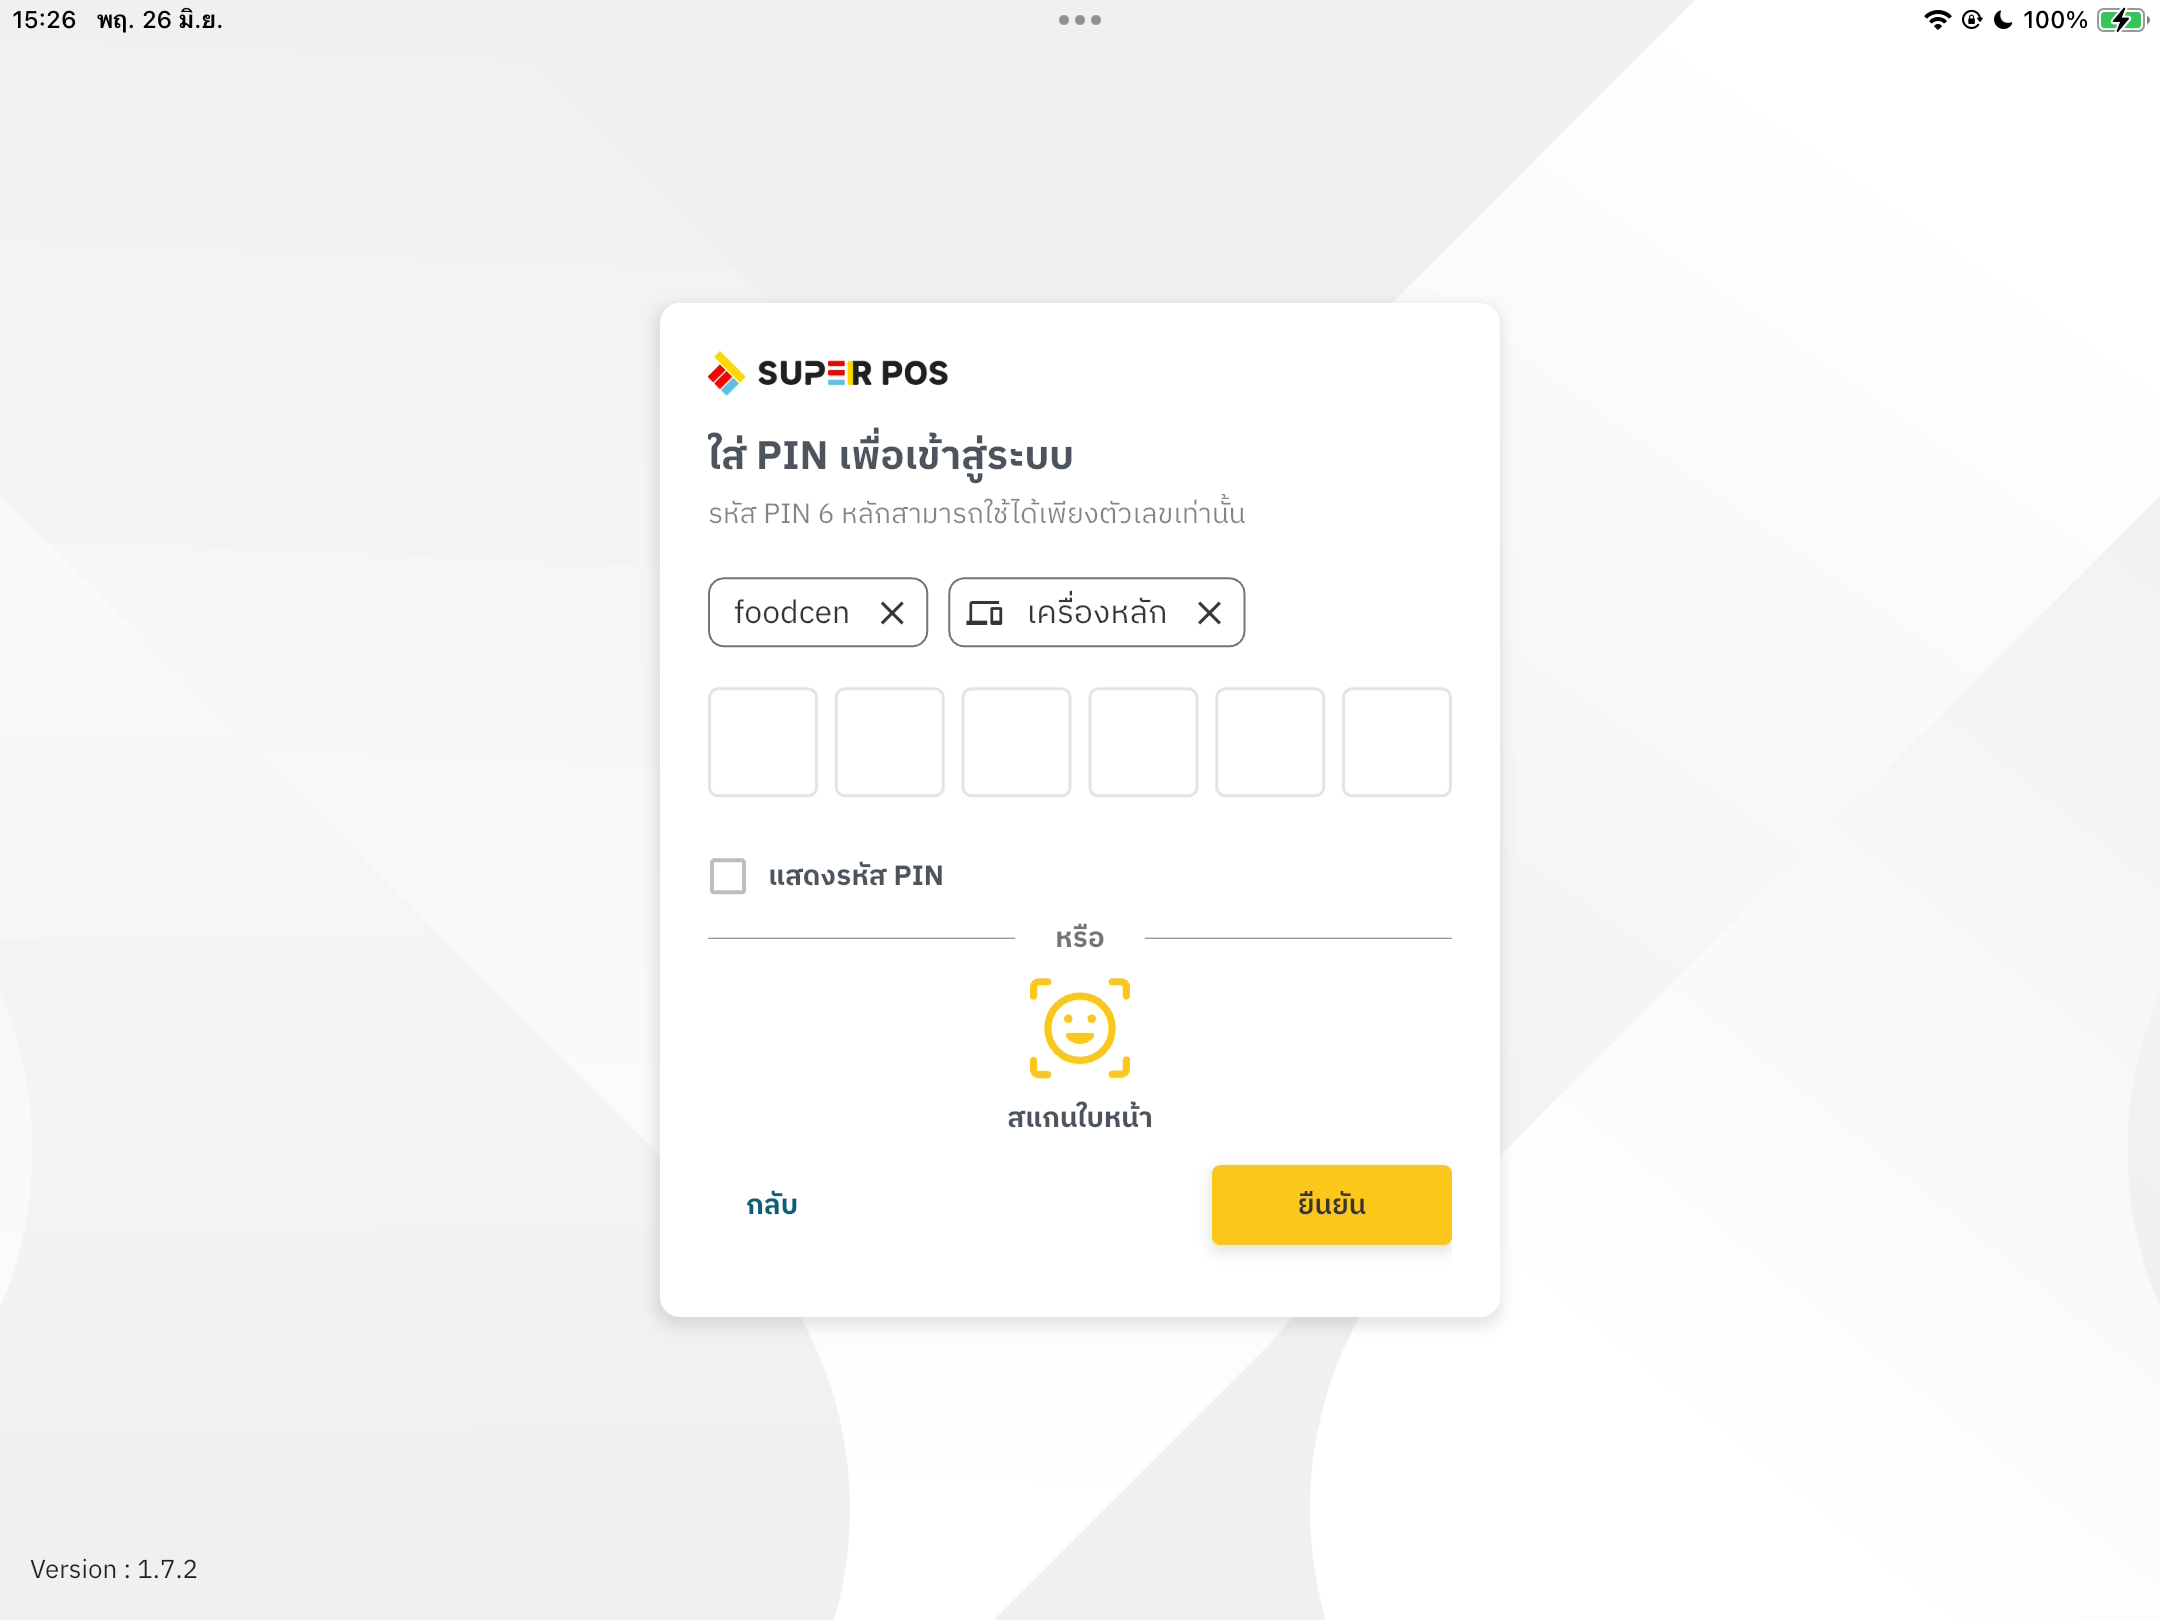 15:26 พฤ. 26 มิ.ย.
100%
SUPER POS
ใส่ PIN เพื่อเข้าสู่ระบบ
รหัส PIN 6 หลักสามารถใช้ได้เพียงตัวเลขเท่านั้น
foodcen
เครื่องหลัก
แสดงรหัส PIN
หรือ
สแกนใบหน้า
กลับ
ยืนยัน
Version : 1.7.2